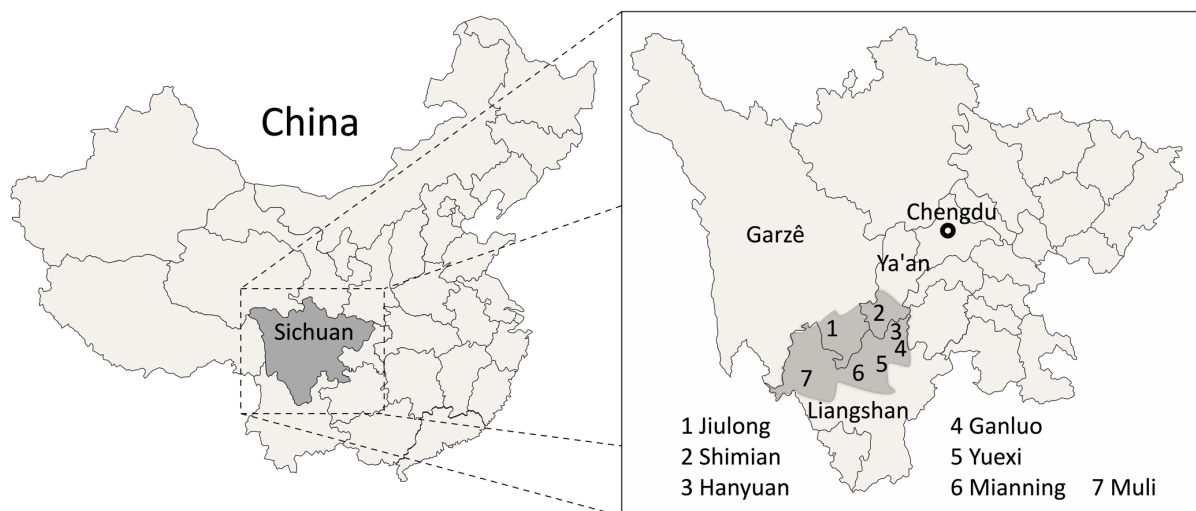 China
Sichuan
Chengdu
Garzê
Ya'an
1
2
3
4
5
6
7
Liangshan
1 Jiulong
2 Shimian
3 Hanyuan
4 Ganluo
5 Yuexi
6 Mianning
7 Muli